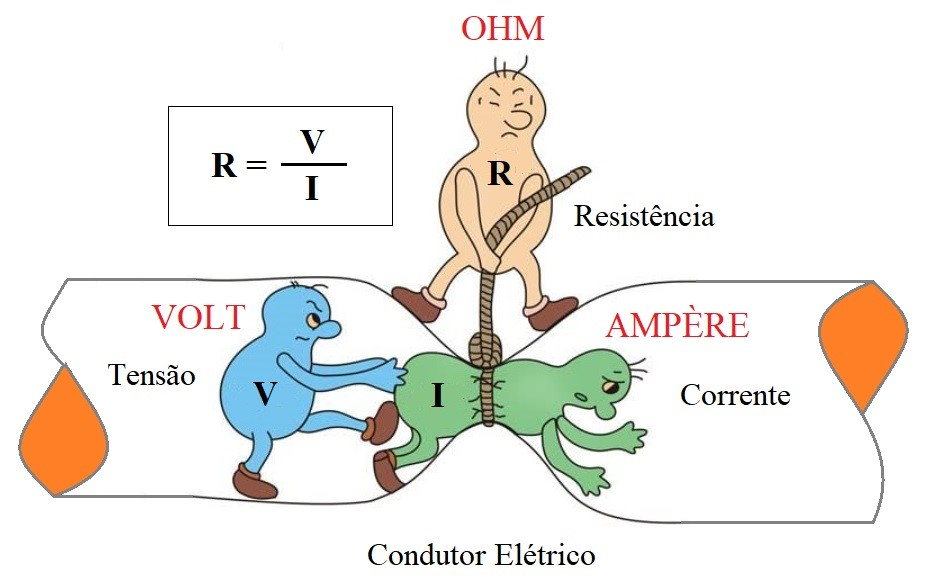 OHM
R = V
I
R
Resistência
VOLT
AMPÈRE
Tensão
V
I
Corrente
Condutor Elétrico